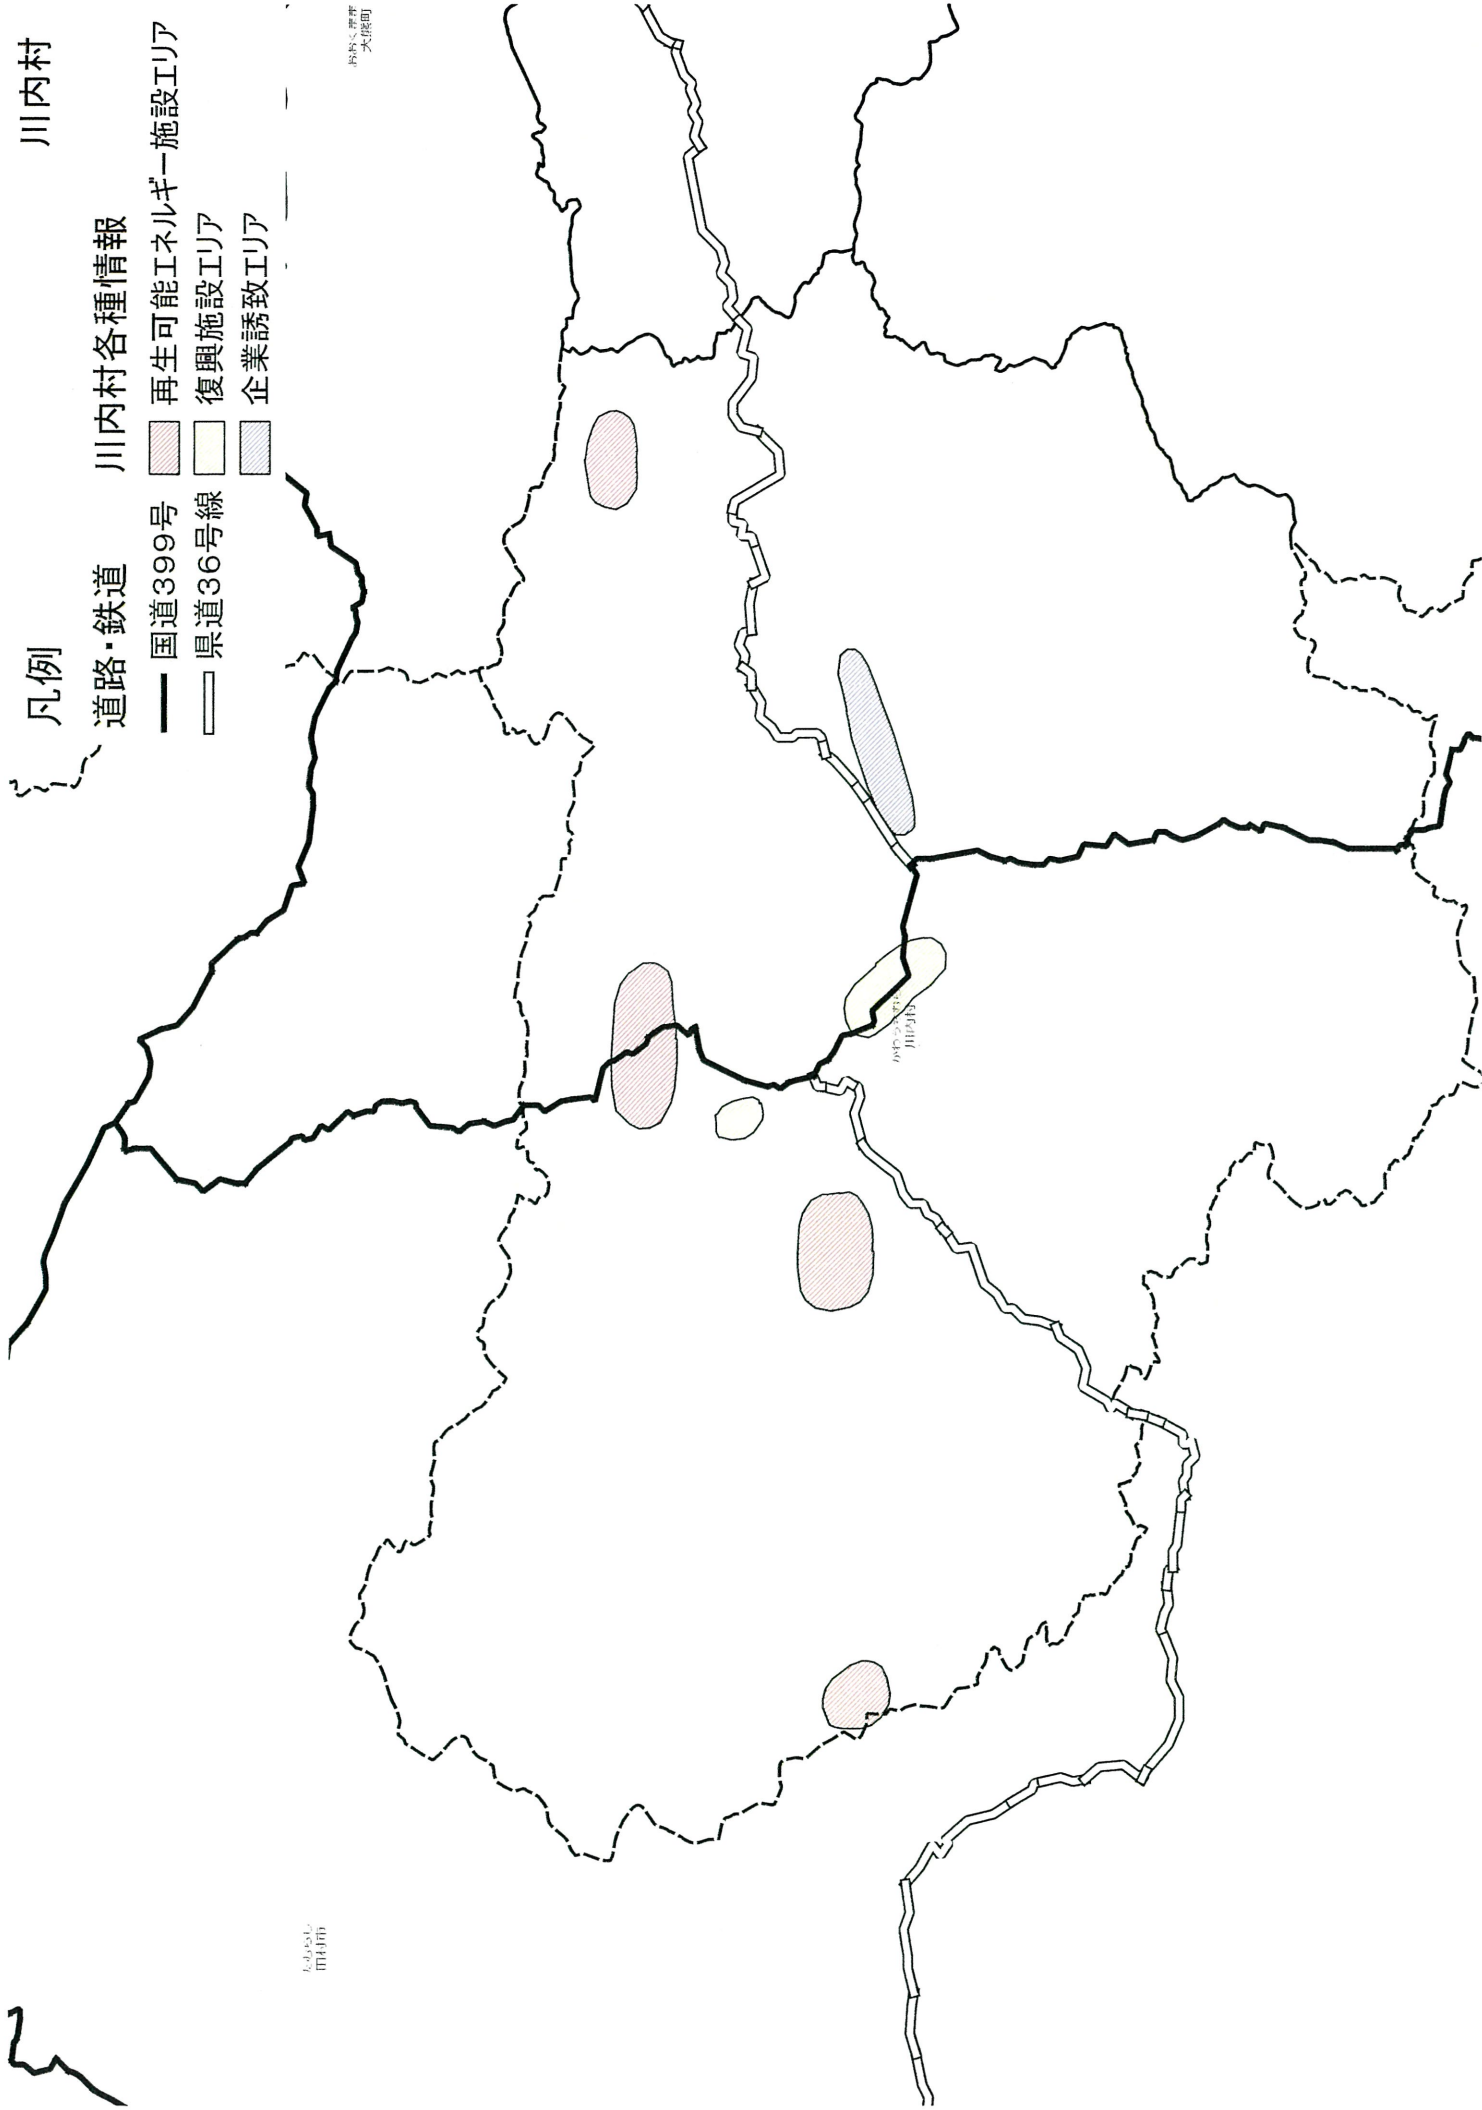 川内村
凡例
道路・鉄道
国道399号
県道36号線
川内村各種情報
再生可能エネルギー施設エリア
復興施設エリア
企業誘致エリア
大熊町
田村市
川内村